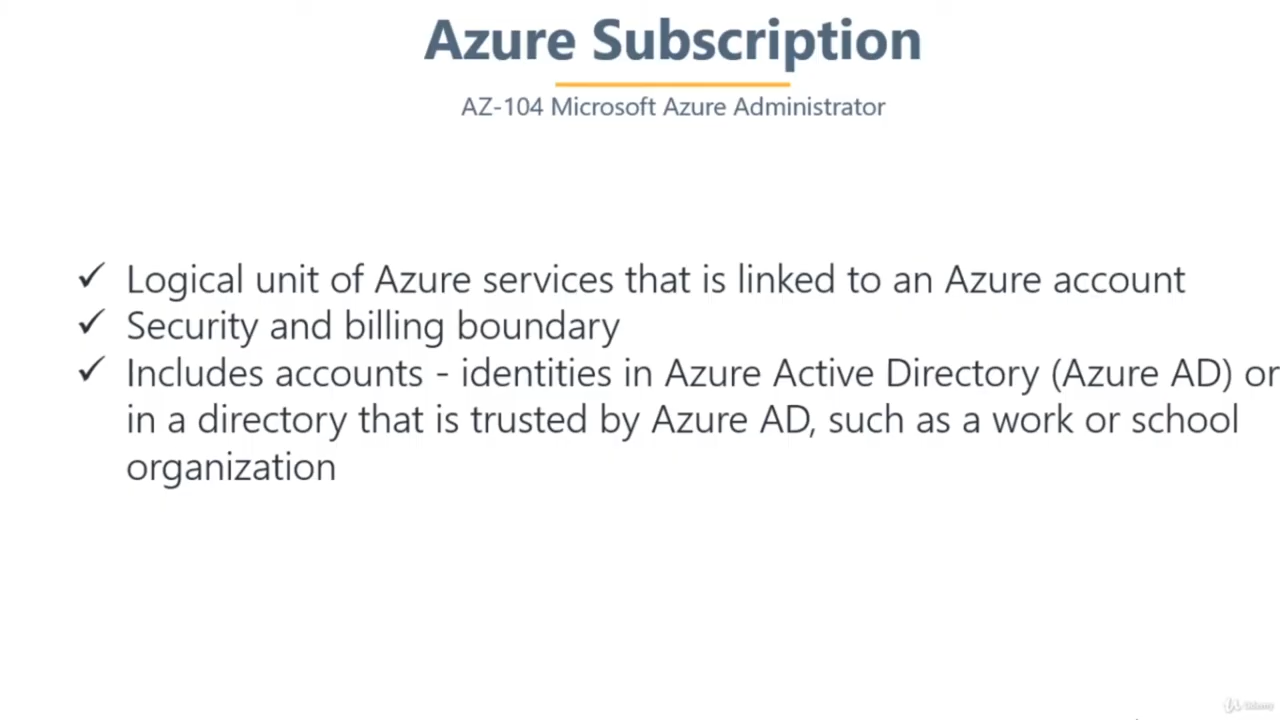 Azure Subscription
AZ-104 Microsoft Azure Administrator
✓ Logical unit of Azure services that is linked to an Azure account
✓ Security and billing boundary
✓ Includes accounts - identities in Azure Active Directory (Azure AD) or
in a directory that is trusted by Azure AD, such as a work or school
organization
Udemy